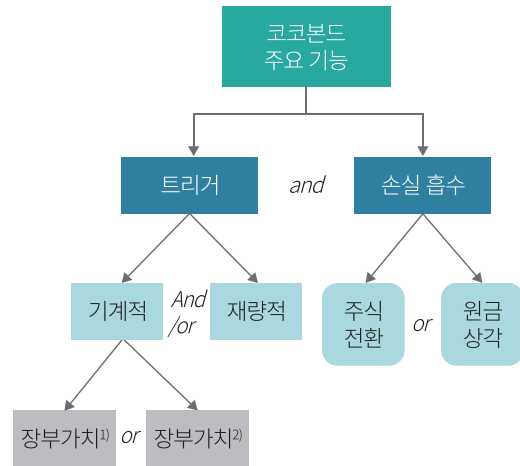 코코본드
주요 기능
트리거
and
손실 흡수
기계적
And
/or
재량적
주식
전환
or
원금
상각
장부가치1)
or
장부가치2)